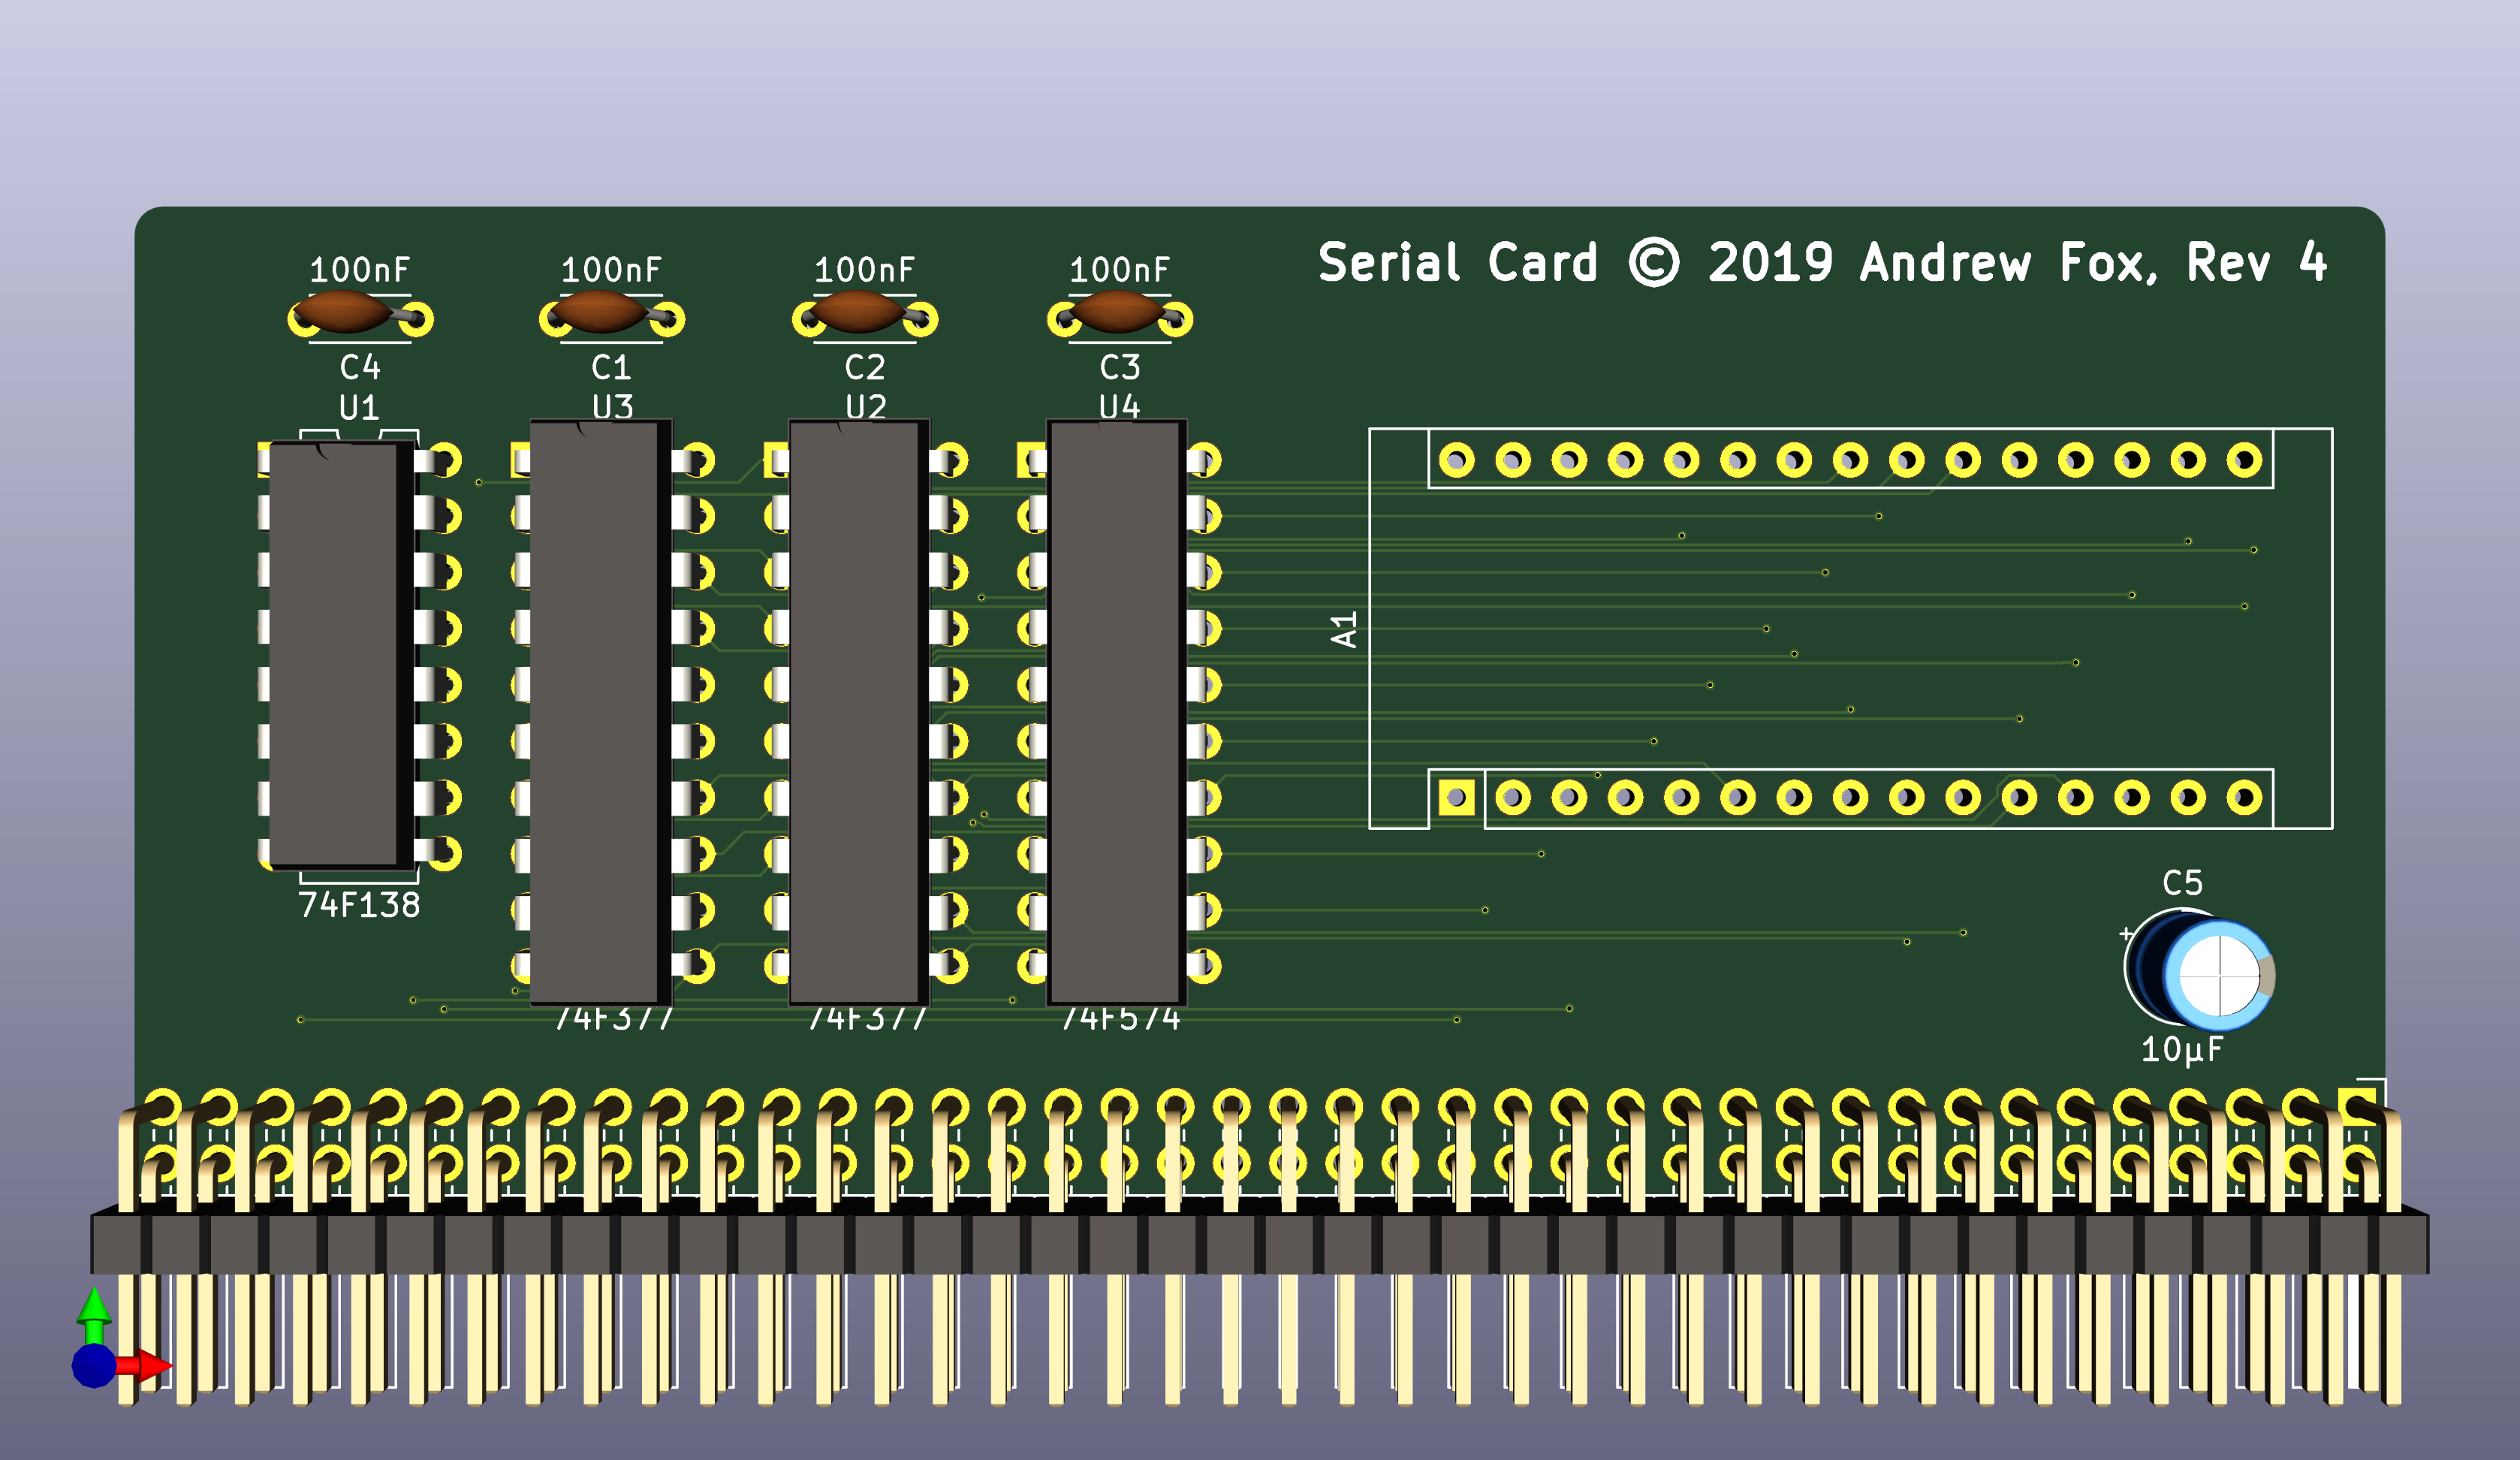 Serial Card © 2019 Andrew Fox, Rev 4
100nF 100nF 100nF 100nF
C4 C1 C2 C3
U1 U3 U2 U4
A1
74F138
C5
+
74F377 74F377 74F574
10µF